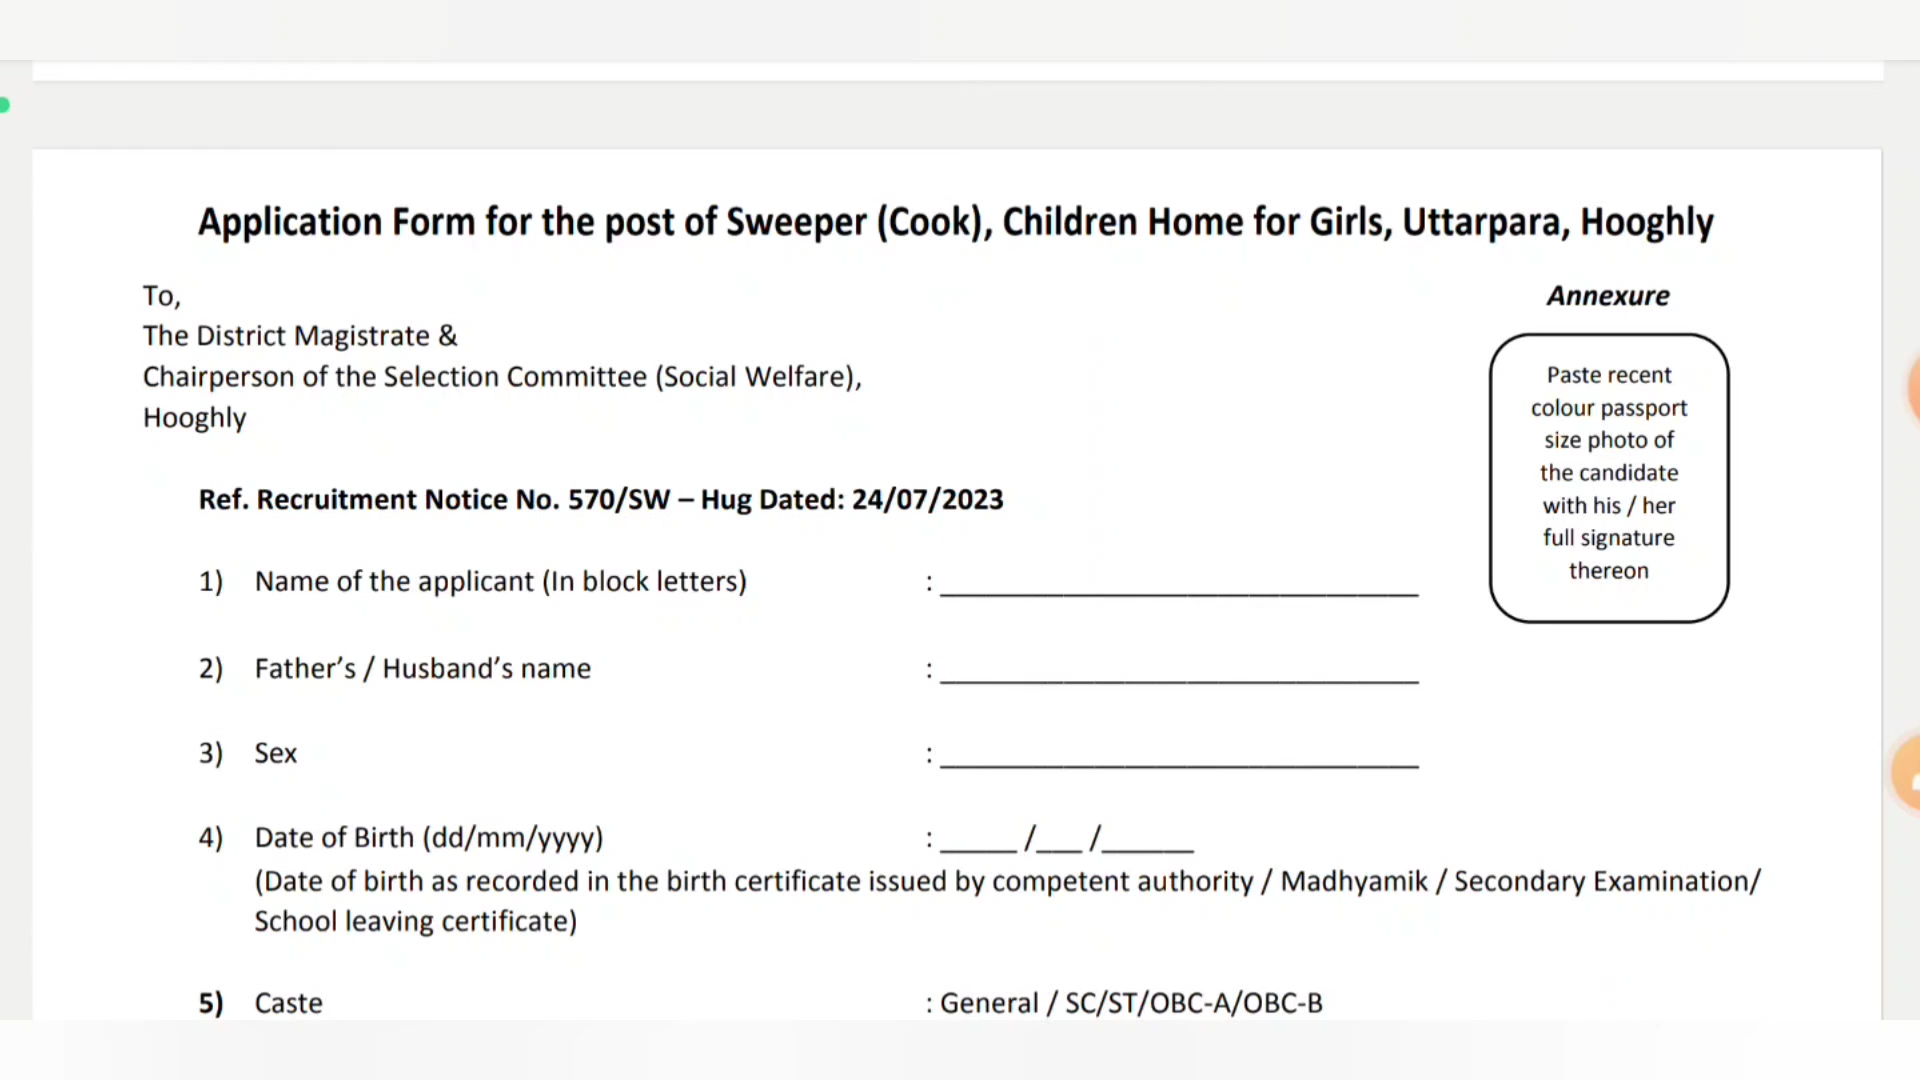 Application Form for the post of Sweeper (Cook), Children Home for Girls, Uttarpara, Hooghly
To,
The District Magistrate &
Chairperson of the Selection Committee (Social Welfare),
Hooghly
Annexure
Paste recent
colour passport
size photo of
the candidate
with his / her
full signature
thereon
Ref. Recruitment Notice No. 570/SW – Hug Dated: 24/07/2023
1) Name of the applicant (In block letters) : _______________________________
2) Father’s / Husband’s name : _______________________________
3) Sex : _______________________________
4) Date of Birth (dd/mm/yyyy) : _____ /___ /______
(Date of birth as recorded in the birth certificate issued by competent authority / Madhyamik / Secondary Examination/
School leaving certificate)
5) Caste : General / SC/ST/OBC-A/OBC-B